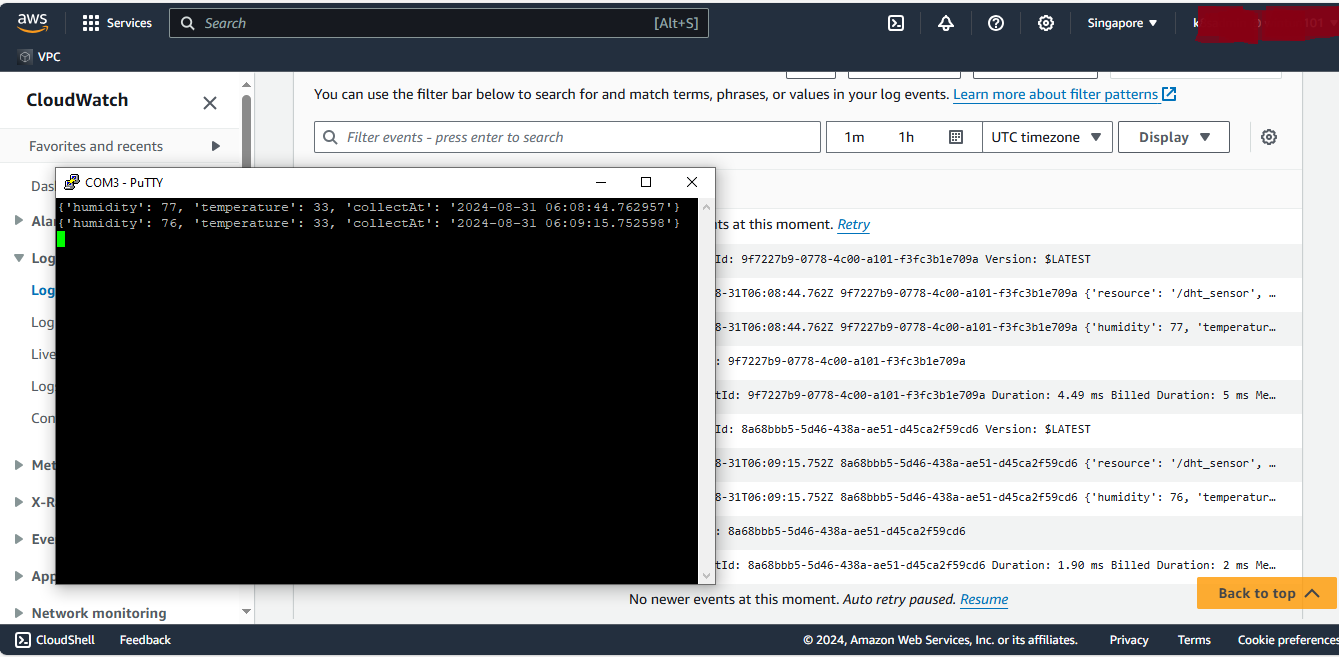 aws
Services
Search
[Alt+S]
Singapore
VPC
CloudWatch
Favorites and recents
You can use the filter bar below to search for and match terms, phrases, or values in your log events. Learn more about filter patterns
Filter events - press enter to search
1m
1h
UTC timezone
Display
COM3 - PuTTY
{'humidity': 77, 'temperature': 33, 'collectAt': '2024-08-31 06:08:44.762957'}
{'humidity': 76, 'temperature': 33, 'collectAt': '2024-08-31 06:09:15.752598'}
at this moment. Retry
Id: 9f7227b9-0778-4c00-a101-f3fc3b1e709a Version: $LATEST
8-31T06:08:44.762Z 9f7227b9-0778-4c00-a101-f3fc3b1e709a {'resource': '/dht_sensor', …
8-31T06:08:44.762Z 9f7227b9-0778-4c00-a101-f3fc3b1e709a {'humidity': 77, 'temperatur…
: 9f7227b9-0778-4c00-a101-f3fc3b1e709a
tId: 9f7227b9-0778-4c00-a101-f3fc3b1e709a Duration: 4.49 ms Billed Duration: 5 ms Me…
Id: 8a68bbb5-5d46-438a-ae51-d45ca2f59cd6 Version: $LATEST
8-31T06:09:15.752Z 8a68bbb5-5d46-438a-ae51-d45ca2f59cd6 {'resource': '/dht_sensor', …
8-31T06:09:15.752Z 8a68bbb5-5d46-438a-ae51-d45ca2f59cd6 {'humidity': 76, 'temperatur…
: 8a68bbb5-5d46-438a-ae51-d45ca2f59cd6
tId: 8a68bbb5-5d46-438a-ae51-d45ca2f59cd6 Duration: 1.90 ms Billed Duration: 2 ms Me…
No newer events at this moment. Auto retry paused. Resume
Back to top
Das
Ala
Log
Log
Log
Live
Log
Con
Met
X-R
Eve
App
Network monitoring
CloudShell
Feedback
© 2024, Amazon Web Services, Inc. or its affiliates.
Privacy
Terms
Cookie preferences